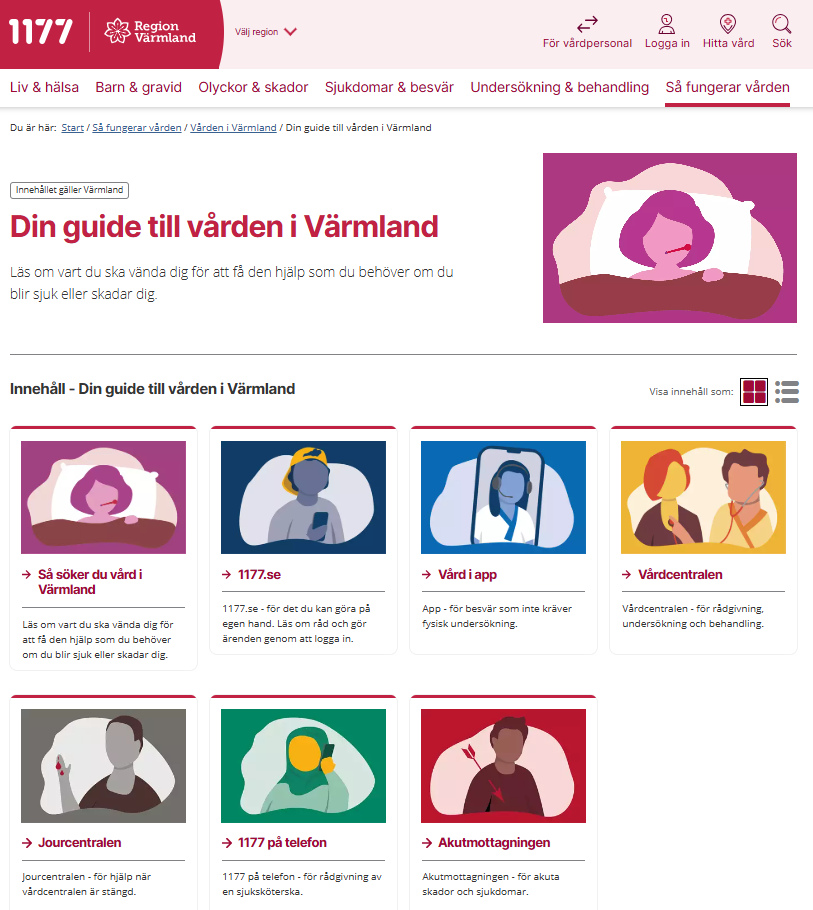 1177 Region Värmland
Välj region
För vårdpersonal Logga in Hitta vård Sök
Liv & hälsa Barn & gravid Olyckor & skador Sjukdomar & besvär Undersökning & behandling Så fungerar vården
Du är här: Start / Så fungerar vården / Vården i Värmland / Din guide till vården i Värmland
Innehållet gäller Värmland
Din guide till vården i Värmland
Läs om vart du ska vända dig för att få den hjälp som du behöver om du
blir sjuk eller skadar dig.
Innehåll - Din guide till vården i Värmland
Visa innehåll som:
Så söker du vård i
Värmland
Läs om vart du ska vända dig för
att få den hjälp som du behöver
om du blir sjuk eller skadar dig.
1177.se
1177.se - för det du kan göra på
egen hand. Läs om råd och gör
ärenden genom att logga in.
Vård i app
App - för besvär som inte kräver
fysisk undersökning.
Vårdcentralen
Vårdcentralen - för rådgivning,
undersökning och behandling.
Jourcentralen
Jourcentralen - för hjälp när
vårdcentralen är stängd.
1177 på telefon
1177 på telefon - för rådgivning av
en sjuksköterska.
Akutmottagningen
Akutmottagningen - för akuta
skador och sjukdomar.